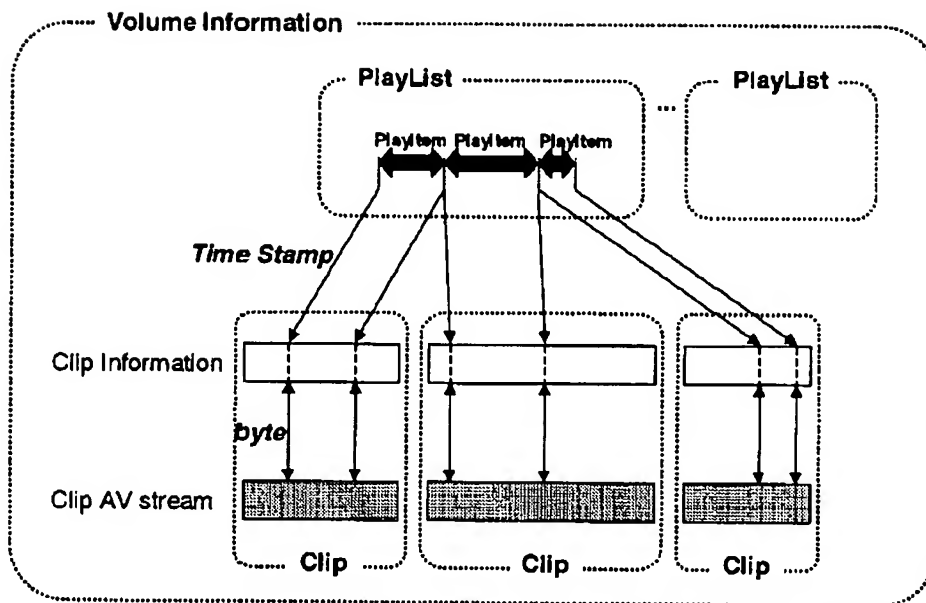 Volume Information
PlayList
...
PlayList
PlayItem PlayItem PlayItem
Time Stamp
Clip Information
byte
Clip AV stream
Clip
Clip
Clip